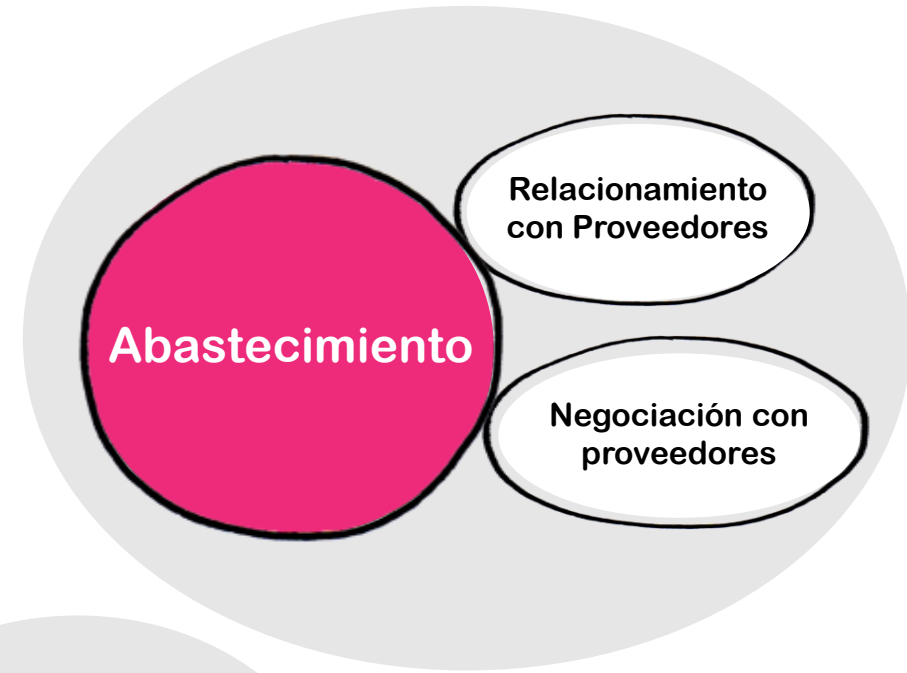 Relacionamiento
con Proveedores
Abastecimiento
Negociación con
proveedores